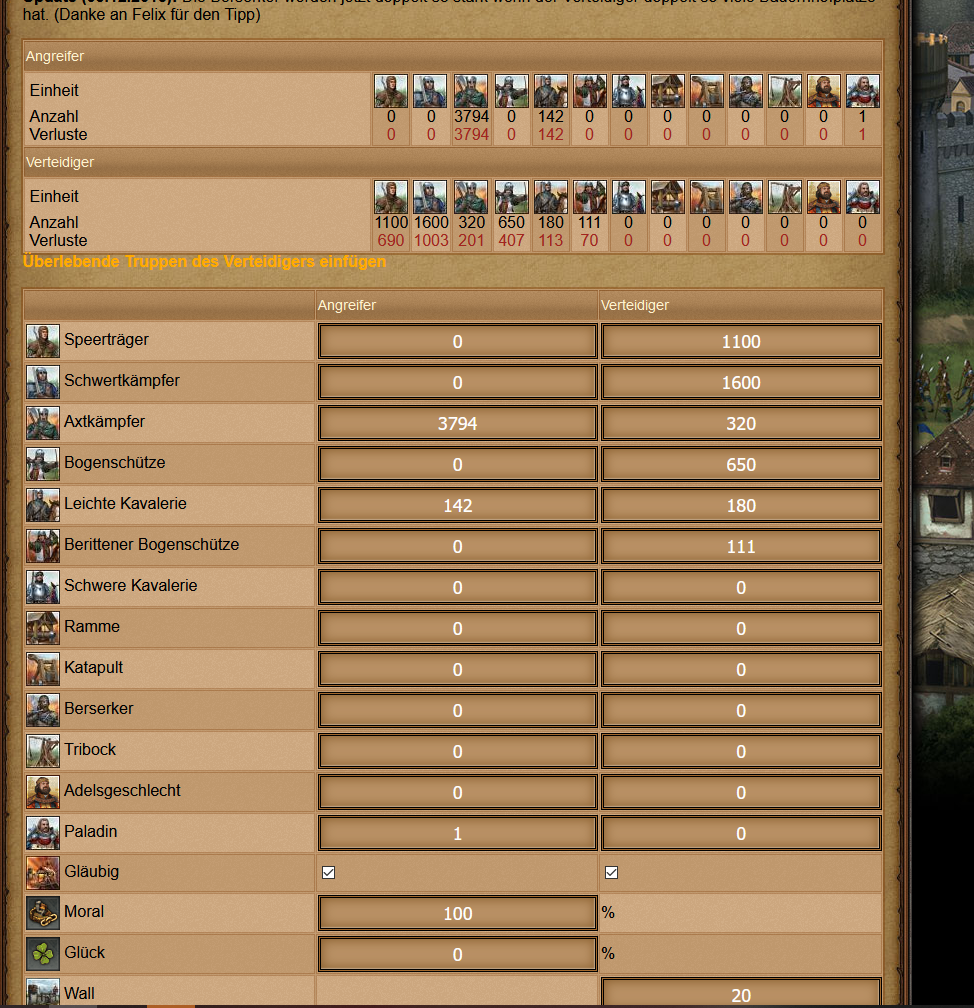 hat. (Danke an Felix für den Tipp)
Angreifer
Einheit
Anzahl 0 0 3794 0 142 0 0 0 0 0 0 0 1
Verluste 0 0 3794 0 142 0 0 0 0 0 0 0 1
Verteidiger
Einheit
Anzahl 1100 1600 320 650 180 111 0 0 0 0 0 0 0
Verluste 690 1003 201 407 113 70 0 0 0 0 0 0 0
Überlebende Truppen des Verteidigers einfügen
Angreifer Verteidiger
Speerträger 0 1100
Schwertkämpfer 0 1600
Axtkämpfer 3794 320
Bogenschütze 0 650
Leichte Kavalerie 142 180
Berittener Bogenschütze 0 111
Schwere Kavalerie 0 0
Ramme 0 0
Katapult 0 0
Berserker 0 0
Tribock 0 0
Adelsgeschlecht 0 0
Paladin 1 0
Gläubig
Moral 100 %
Glück 0 %
Wall 20